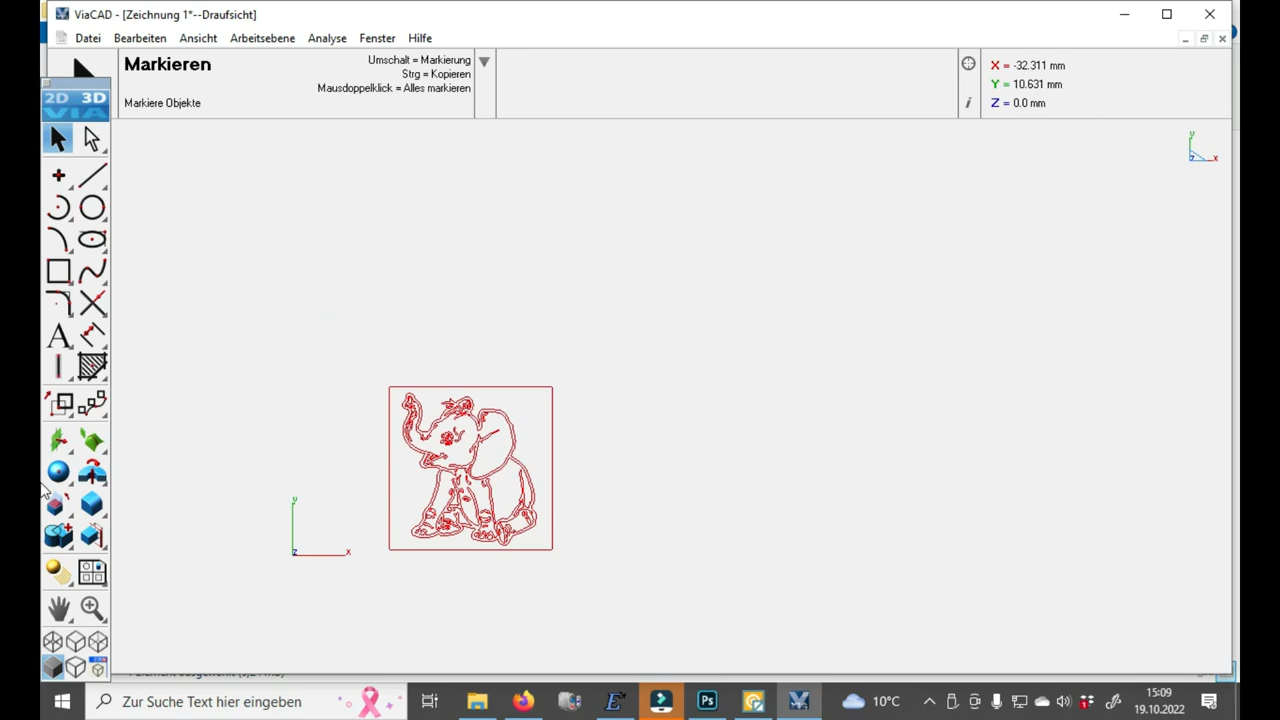 ViaCAD - [Zeichnung 1*--Draufsicht]
Datei Bearbeiten Ansicht Arbeitsebene Analyse Fenster Hilfe
Markieren
Umschalt = Markierung
Strg = Kopieren
Mausdoppelklick = Alles markieren
Markiere Objekte
X = -32.311 mm
Y = 10.631 mm
Z = 0.0 mm
2D 3D
VIA
A
y
z x
y
z x
Zur Suche Text hier eingeben
Ps
10°C
15:09
19.10.2022